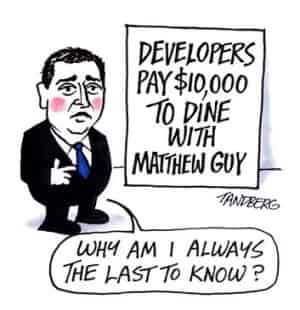 DEVELOPERS
PAY $10,000
TO DINE
WITH
MATTHEW GUY
TANDBERG
WHY AM I ALWAYS
THE LAST TO KNOW?